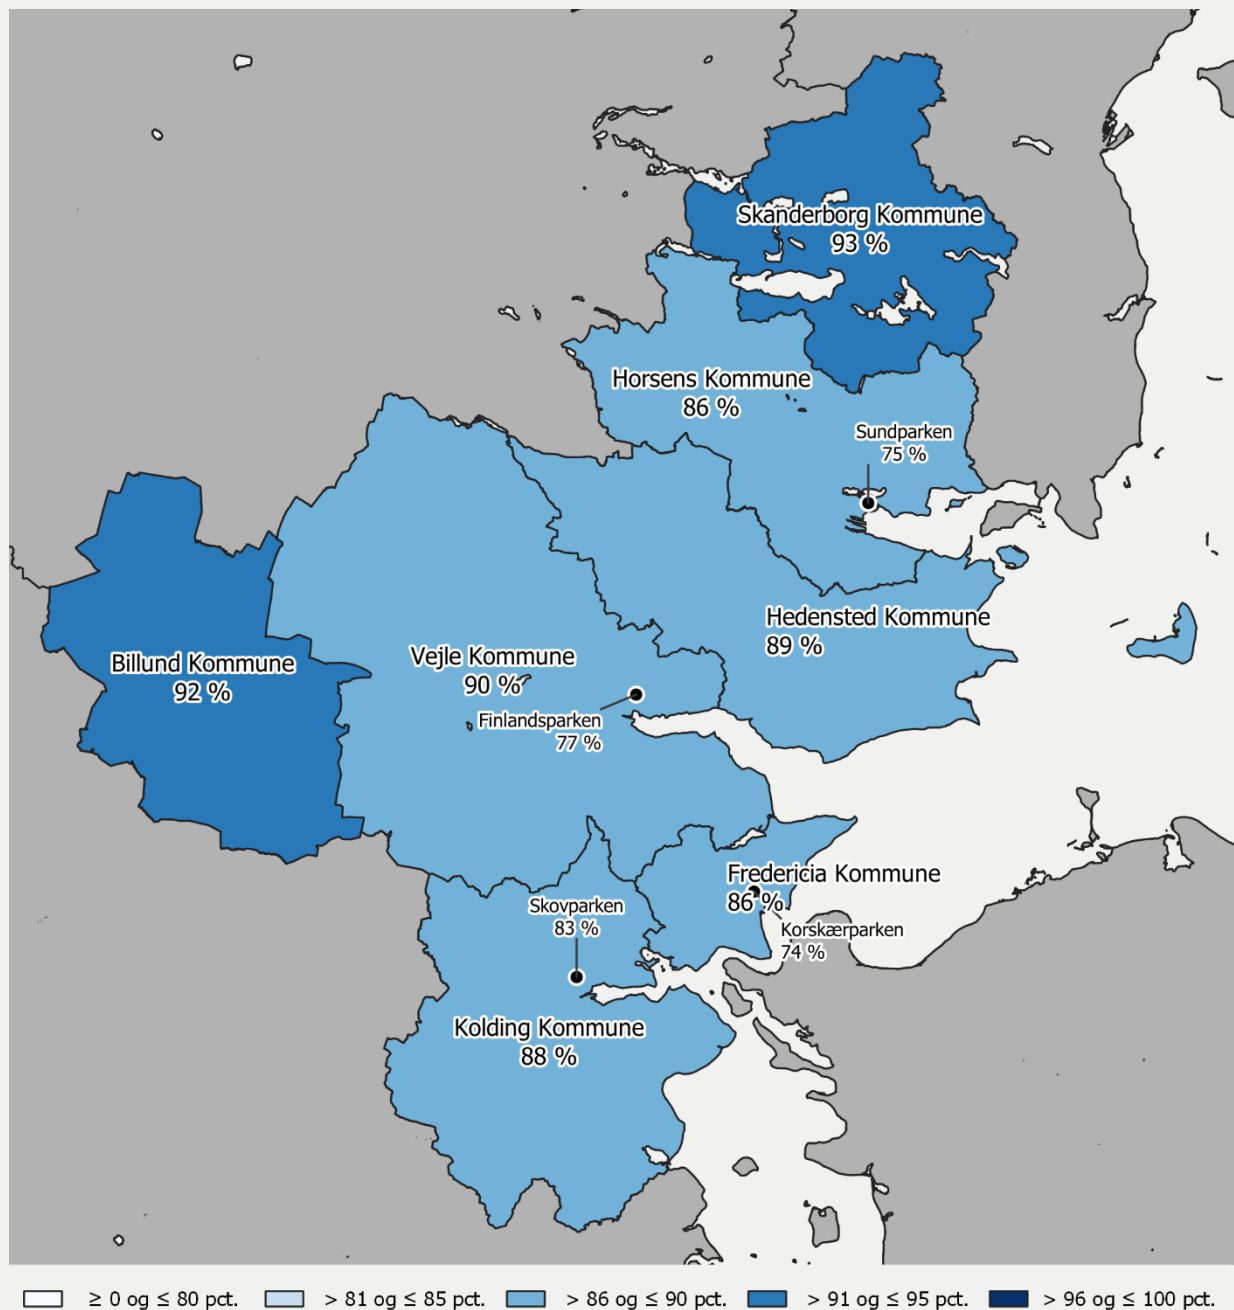 Skanderborg Kommune
93 %
Horsens Kommune
86 %
Sundparken
75 %
Hedensted Kommune
89 %
Billund Kommune
92 %
Vejle Kommune
90 %
Finlandsparken
77 %
Fredericia Kommune
86 %
Korskærparken
74 %
Skovparken
83 %
Kolding Kommune
88 %
≥ 0 og ≤ 80 pct. > 81 og ≤ 85 pct. > 86 og ≤ 90 pct. > 91 og ≤ 95 pct. > 96 og ≤ 100 pct.